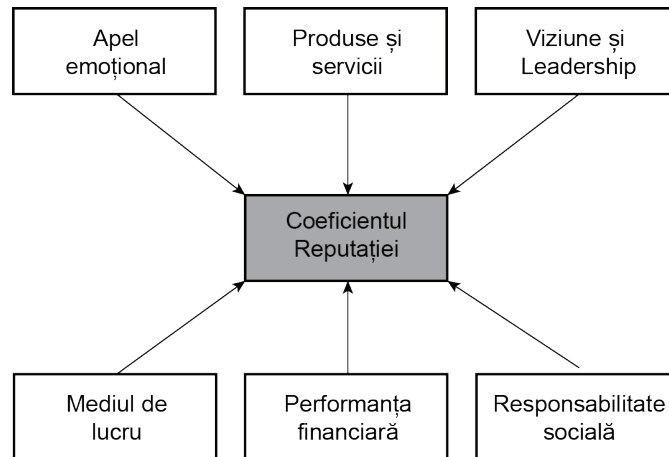 Apel
emoțional
Produse și
servicii
Viziune și
Leadership
Coeficientul
Reputației
Mediul de
lucru
Performanța
financiară
Responsabilitate
socială